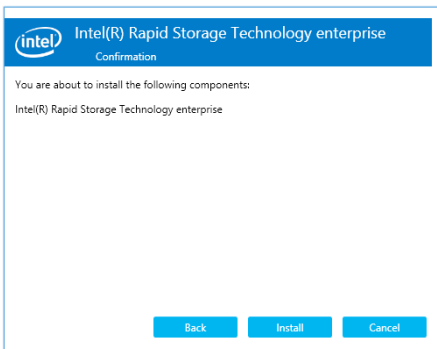 intel
Intel(R) Rapid Storage Technology enterprise
Confirmation
You are about to install the following components:
Intel(R) Rapid Storage Technology enterprise
Back Install Cancel